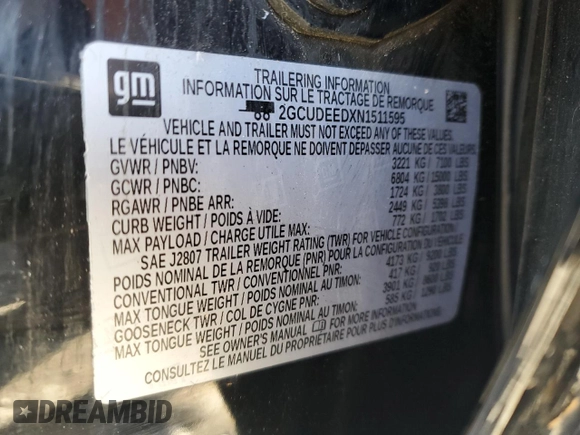 gm
TRAILERING INFORMATION
INFORMATION SUR LE TRACTAGE DE REMORQUE
2GCUDEEDXN1511595
VEHICLE AND TRAILER MUST NOT EXCEED ANY OF THESE VALUES.
LE VÉHICULE ET LA REMORQUE NE DOIVENT DÉPASSER AUCUNE DE CES VALEURS.
GVWR / PNBV: 3221 KG / 7100 LBS
GCWR / PNBC: 6804 KG / 15000 LBS
RGAWR / PNBE ARR: 1724 KG / 3800 LBS
CURB WEIGHT / POIDS À VIDE: 2449 KG / 5398 LBS
MAX PAYLOAD / CHARGE UTILE MAX: 772 KG / 1702 LBS
SAE J2807 TRAILER WEIGHT RATING (TWR) FOR VEHICLE CONFIGURATION /
POIDS NOMINAL DE LA REMORQUE (PNR) POUR LA CONFIGURATION DU VÉHICULE
CONVENTIONAL TWR / CONVENTIONNEL PNR: 4173 KG / 9200 LBS
MAX TONGUE WEIGHT / POIDS NOMINAL AU TIMON: 417 KG / 920 LBS
GOOSENECK TWR / COL DE CYGNE PNR: 3901 KG / 8600 LBS
MAX TONGUE WEIGHT / POIDS NOMINAL AU TIMON: 585 KG / 1290 LBS
SEE OWNER'S MANUAL FOR MORE INFORMATION
CONSULTEZ LE MANUEL DU PROPRIÉTAIRE POUR PLUS D'INFORMATION
DREAMBID